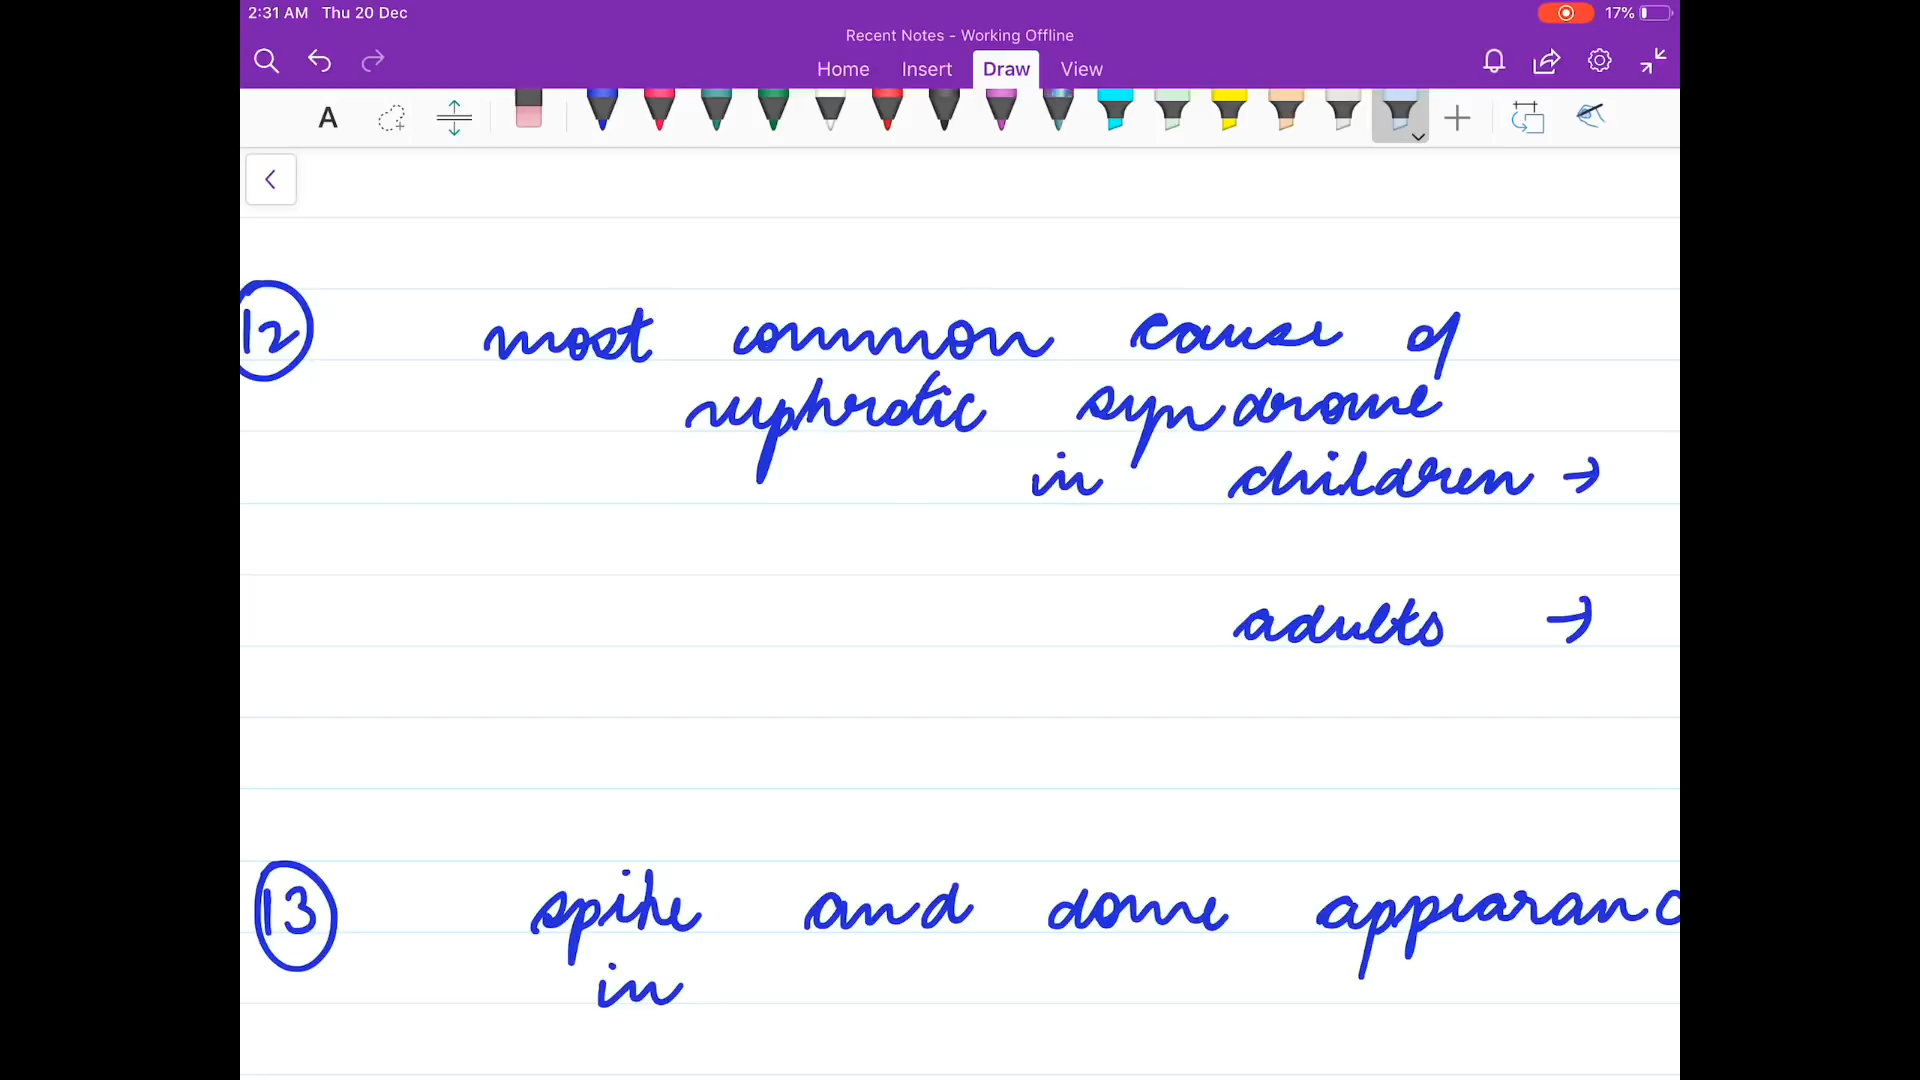 2:31 AM Thu 20 Dec
17%
Recent Notes - Working Offline
Home Insert Draw View
A
12 most common cause of
nephrotic syndrome
in children →
adults →
13 spike and dome appearanc
in